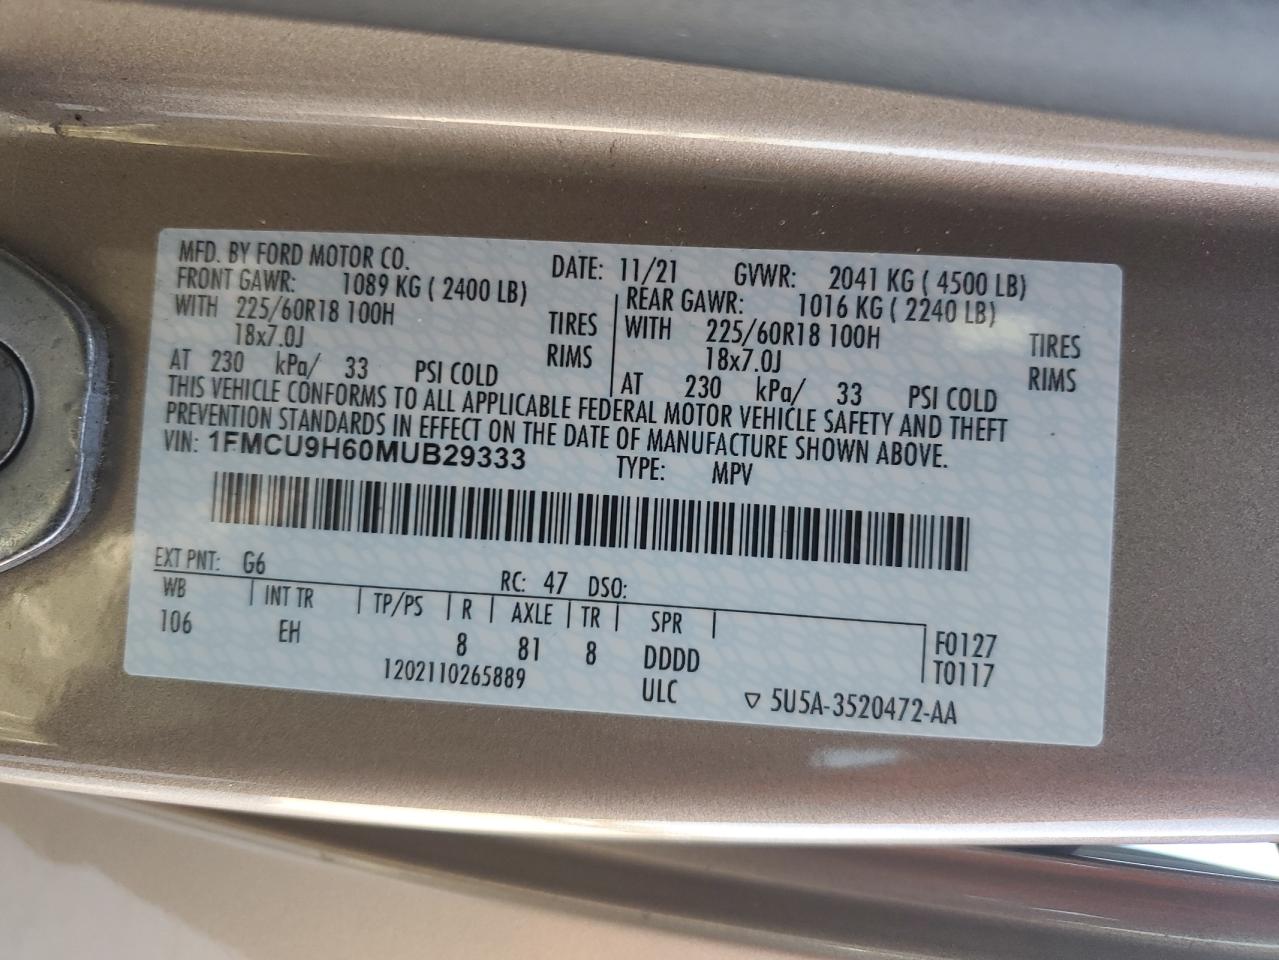 MFD. BY FORD MOTOR CO. DATE: 11/21 GVWR: 2041 KG ( 4500 LB)
FRONT GAWR: 1089 KG ( 2400 LB) REAR GAWR: 1016 KG ( 2240 LB)
WITH 225/60R18 100H TIRES WITH 225/60R18 100H TIRES
18x7.0J RIMS 18x7.0J RIMS
AT 230 kPa/ 33 PSI COLD AT 230 kPa/ 33 PSI COLD
THIS VEHICLE CONFORMS TO ALL APPLICABLE FEDERAL MOTOR VEHICLE SAFETY AND THEFT
PREVENTION STANDARDS IN EFFECT ON THE DATE OF MANUFACTURE SHOWN ABOVE.
VIN: 1FMCU9H60MUB29333 TYPE: MPV
EXT PNT: G6 RC: 47 DSO:
WB INT TR TP/PS R AXLE TR SPR
106 EH 8 81 8 DDDD F0127
1202110265889 ULC T0117
5U5A-3520472-AA